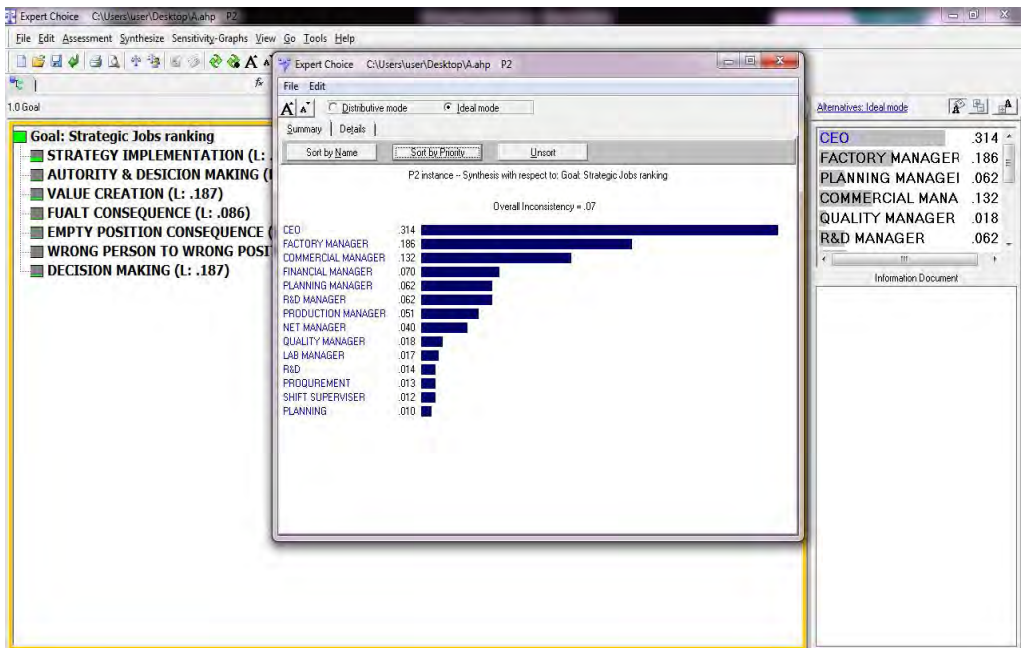 Expert Choice C:\Users\user\Desktop\A.ahp P2
File Edit Assessment Synthesize Sensitivity-Graphs View Go Tools Help
1.0 Goal
Goal: Strategic Jobs ranking
STRATEGY IMPLEMENTATION (L: .
AUTORITY & DESICION MAKING (
VALUE CREATION (L: .187)
FUALT CONSEQUENCE (L: .086)
EMPTY POSITION CONSEQUENCE (
WRONG PERSON TO WRONG POSI
DECISION MAKING (L: .187)
Expert Choice C:\Users\user\Desktop\A.ahp P2
File Edit
Distributive mode Ideal mode
Summary Details
Sort by Name Sort by Priority Unsort
P2 instance -- Synthesis with respect to: Goal: Strategic Jobs ranking
Overall Inconsistency = .07
CEO .314
FACTORY MANAGER .186
COMMERCIAL MANAGER .132
FINANCIAL MANAGER .070
PLANNING MANAGER .062
R&D MANAGER .062
PRODUCTION MANAGER .051
NET MANAGER .040
QUALITY MANAGER .018
LAB MANAGER .017
R&D .014
PROQUREMENT .013
SHIFT SUPERVISER .012
PLANNING .010
Alternatives: Ideal mode
CEO .314
FACTORY MANAGER .186
PLANNING MANAGEI .062
COMMERCIAL MANA .132
QUALITY MANAGER .018
R&D MANAGER .062
Information Document